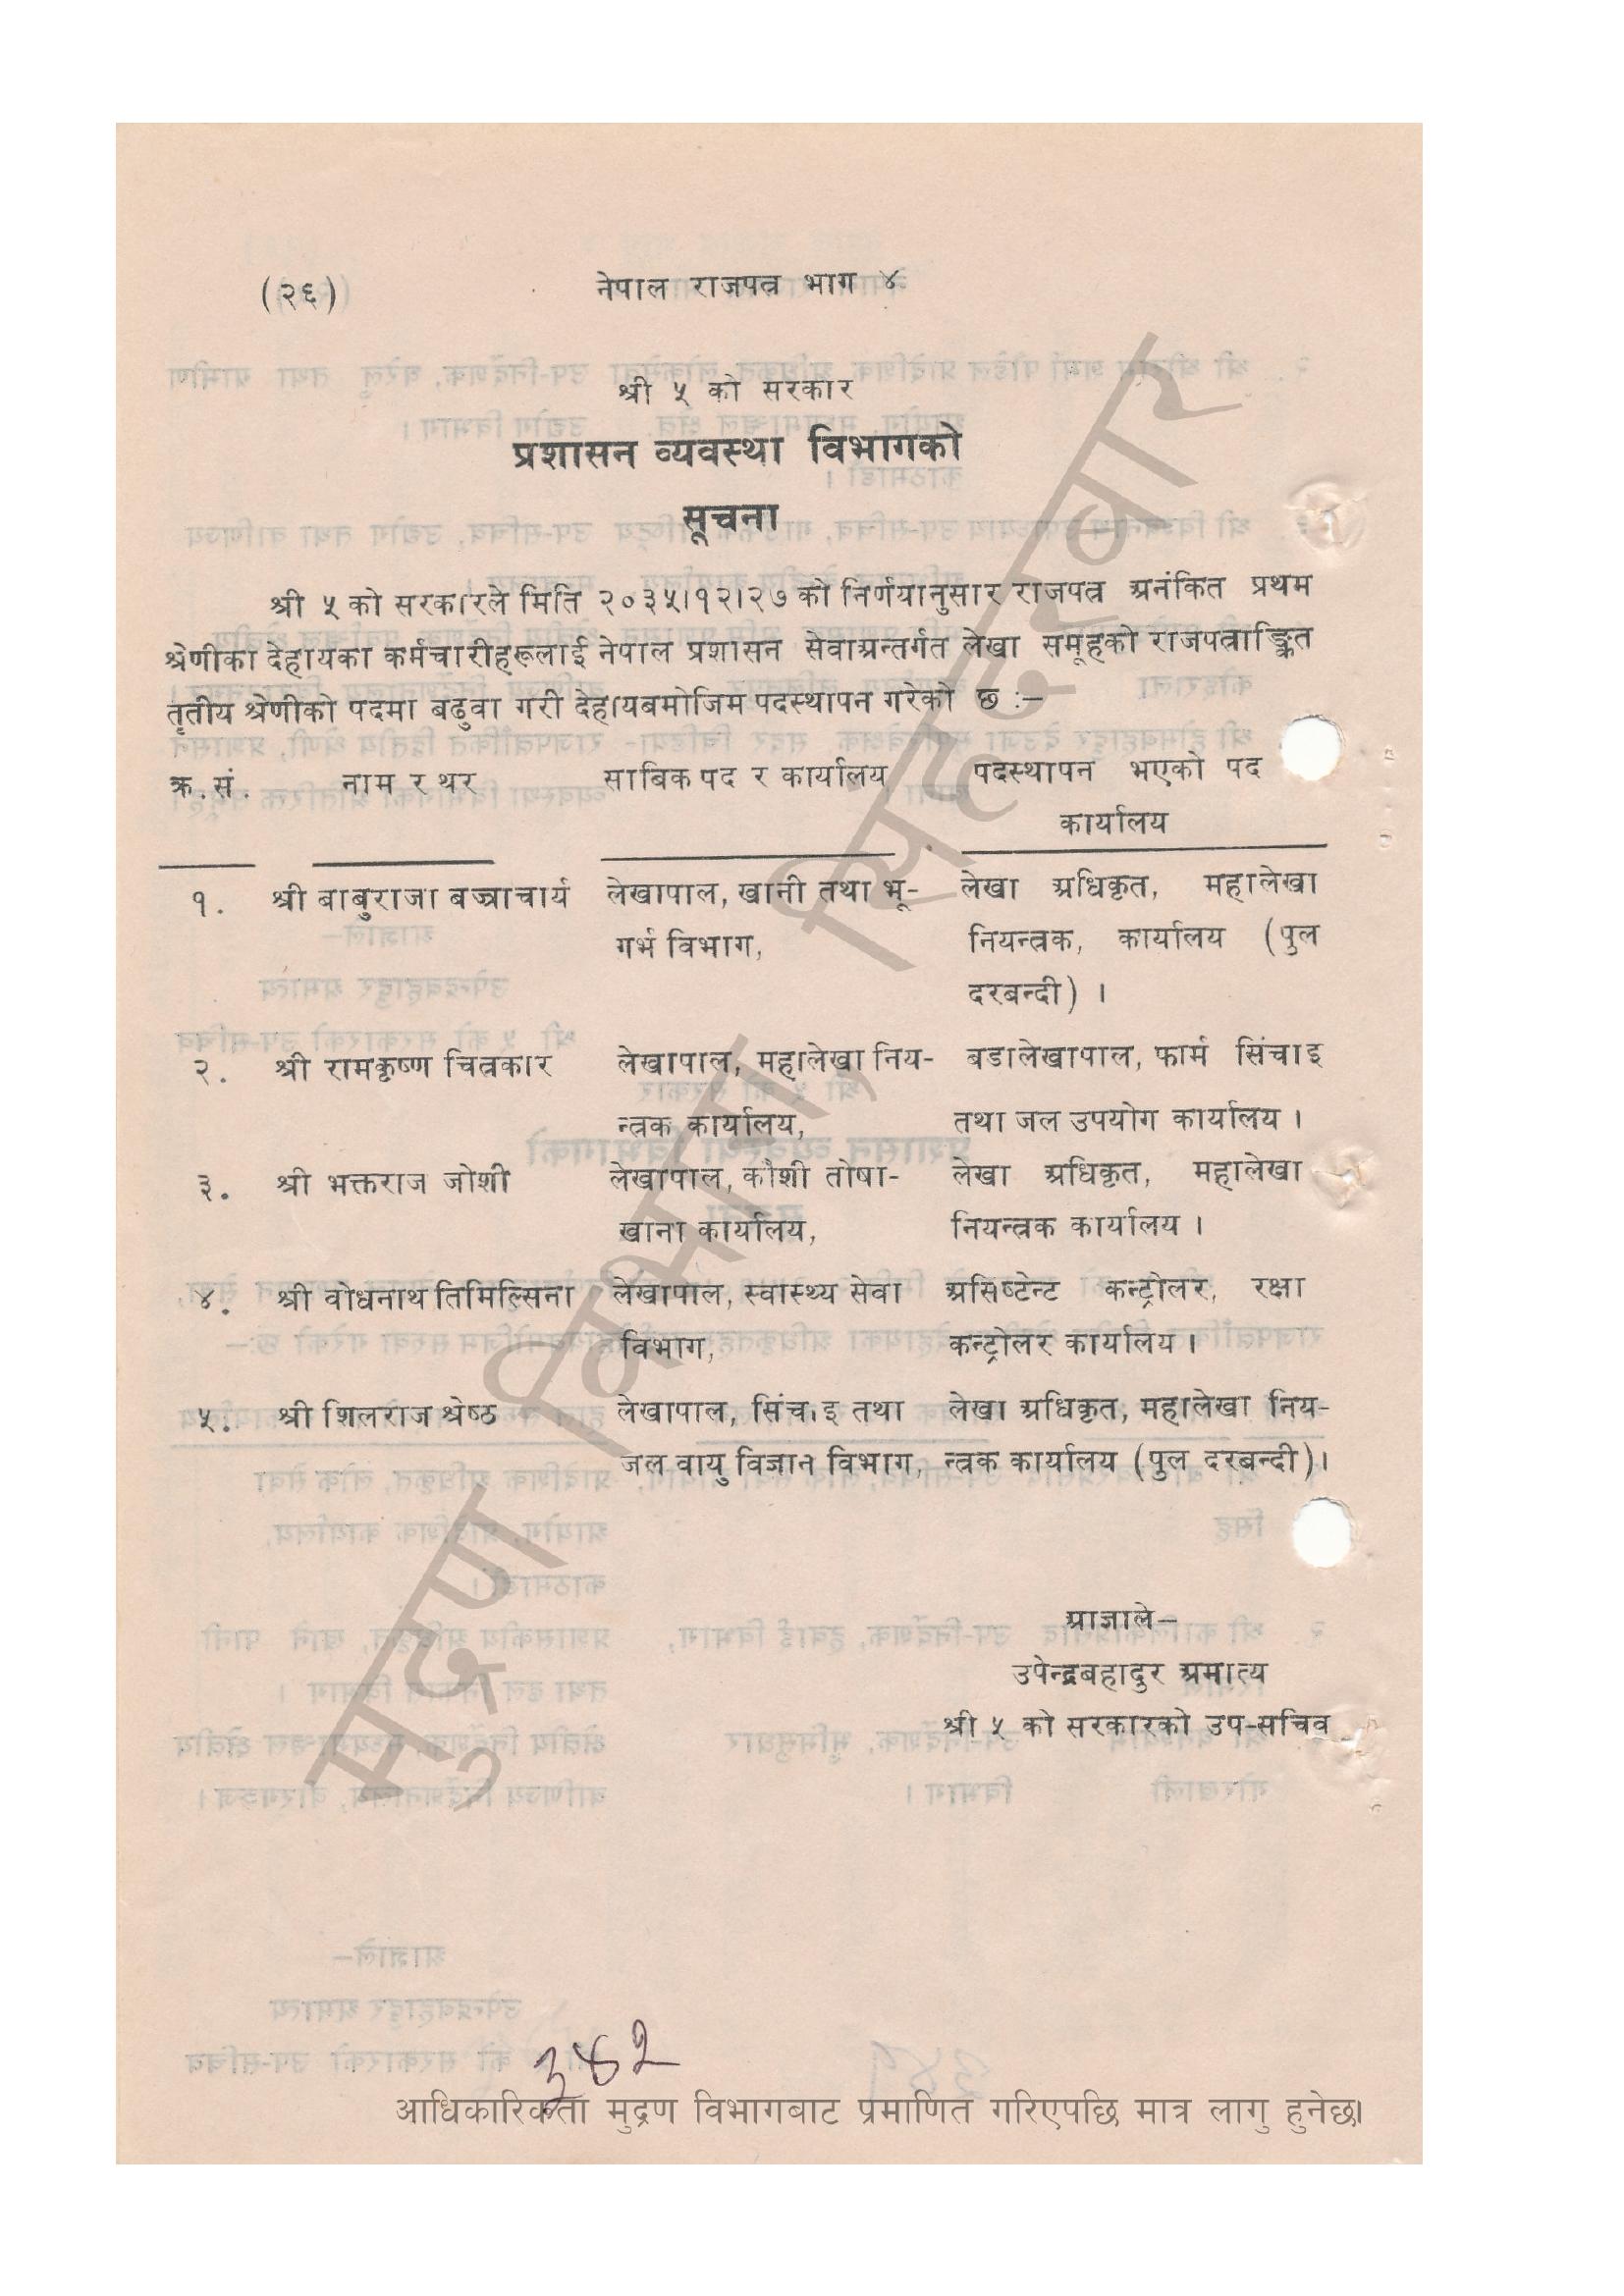 (२६) नेपाल राजपत्र भाग ४
श्री ५ को सरकार
प्रशासन व्यवस्था विभागको
सूचना
श्री ५ को सरकारले मिति २०३५।१२।२७ को निर्णयानुसार राजपत्र अनंकित प्रथम
श्रेणीका देहायका कर्मचारीहरूलाई नेपाल प्रशासन सेवाअन्तर्गत लेखा समूहको राजपत्राङ्कित
तृतीय श्रेणीको पदमा बढुवा गरी देहायबमोजिम पदस्थापन गरेको छ :–
क्र.सं. नाम र थर साबिक पद र कार्यालय पदस्थापन भएको पद
कार्यालय
१. श्री बाबुराजा बज्राचार्य लेखापाल, खानी तथा भू- लेखा अधिकृत, महालेखा
गर्भ विभाग, नियन्त्रक, कार्यालय (पुल
दरबन्दी) ।
२. श्री रामकृष्ण चित्रकार लेखापाल, महालेखा निय- बडालेखापाल, फार्म सिंचाइ
न्त्रक कार्यालय, तथा जल उपयोग कार्यालय ।
३. श्री भक्तराज जोशी लेखापाल, कौशी तोषा- लेखा अधिकृत, महालेखा
खाना कार्यालय, नियन्त्रक कार्यालय ।
४. श्री वोधनाथ तिमिल्सिना लेखापाल, स्वास्थ्य सेवा असिष्टेन्ट कन्ट्रोलर, रक्षा
विभाग, कन्ट्रोलर कार्यालय ।
५. श्री शिलराज श्रेष्ठ लेखापाल, सिंचाइ तथा लेखा अधिकृत, महालेखा निय-
जल वायु विज्ञान विभाग, न्त्रक कार्यालय (पुल दरबन्दी)।
आज्ञाले–
उपेन्द्रबहादुर अमात्य
श्री ५ को सरकारको उप-सचिव
३४२
आधिकारिकता मुद्रण विभागबाट प्रमाणित गरिएपछि मात्र लागु हुनेछ।
मुद्रण विभाग, सिंहदरबार